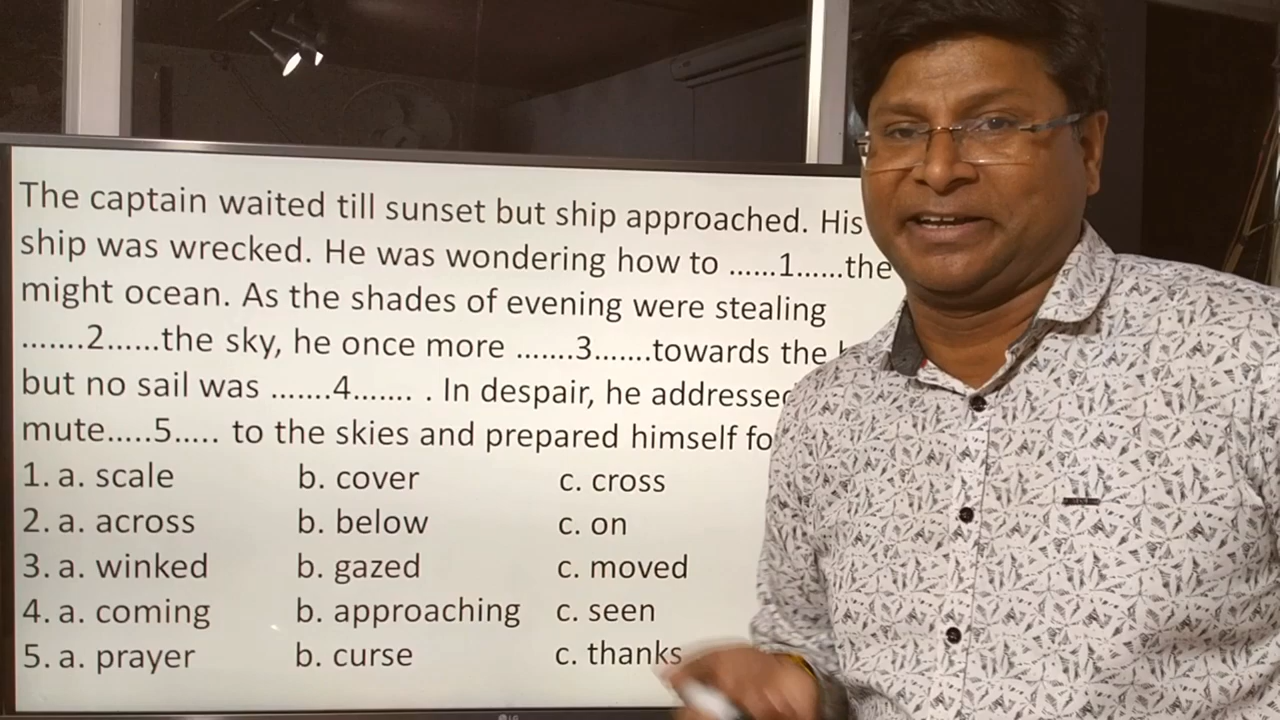 The captain waited till sunset but ship approached. His
ship was wrecked. He was wondering how to ......1......the
might ocean. As the shades of evening were stealing
.......2......the sky, he once more .......3.......towards the
but no sail was .......4....... . In despair, he addressed
mute.....5..... to the skies and prepared himself
1. a. scale b. cover c. cross
2. a. across b. below c. on
3. a. winked b. gazed c. moved
4. a. coming b. approaching c. seen
5. a. prayer b. curse c. thanks
LG